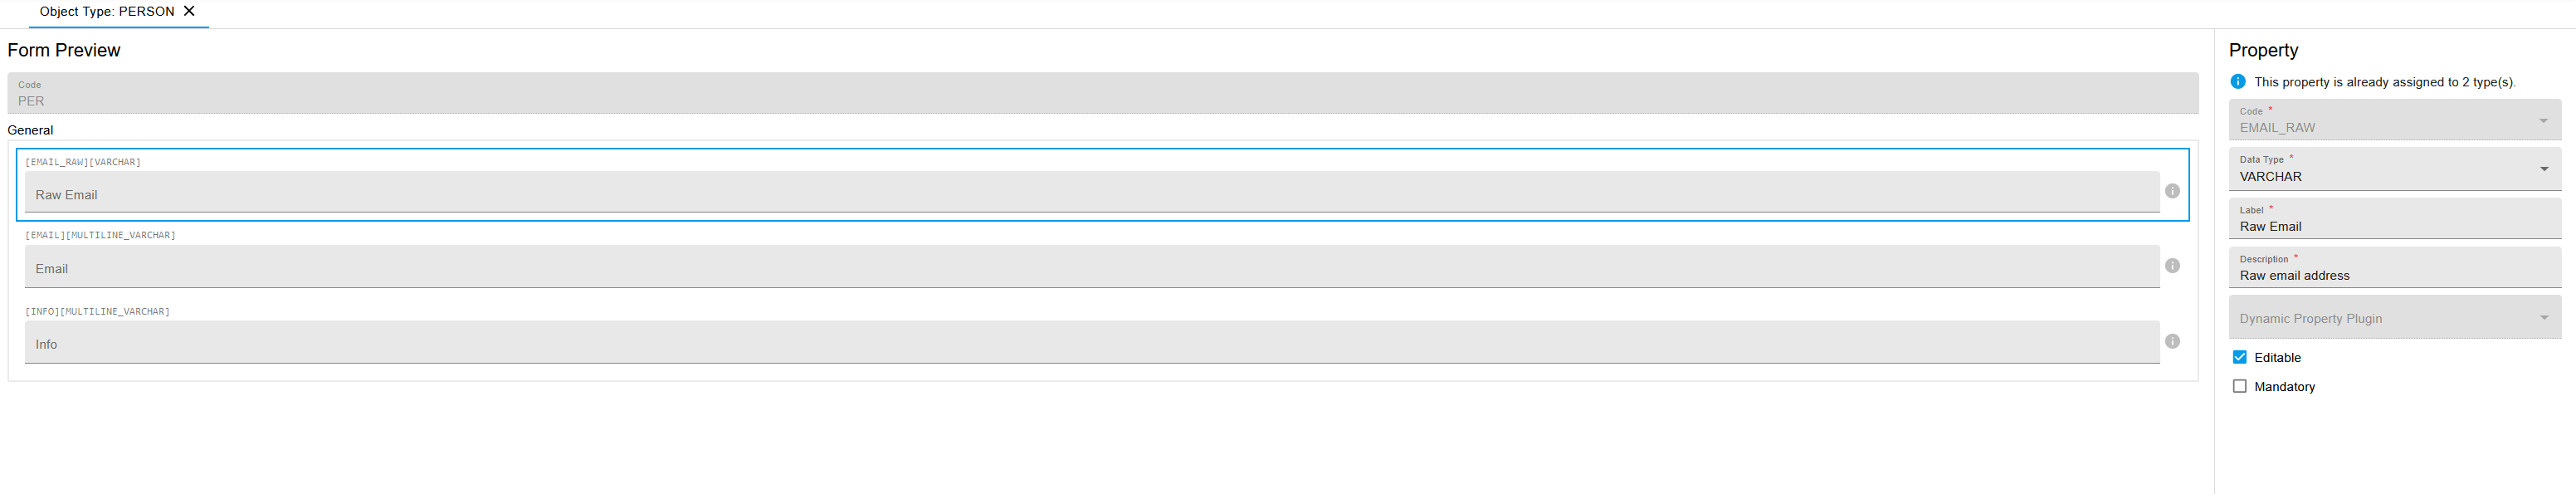 Object Type: PERSON
Form Preview
Code
PER
General
[EMAIL_RAW][VARCHAR]
Raw Email
[EMAIL][MULTILINE_VARCHAR]
Email
[INFO][MULTILINE_VARCHAR]
Info
Property
This property is already assigned to 2 type(s).
Code *
EMAIL_RAW
Data Type *
VARCHAR
Label *
Raw Email
Description *
Raw email address
Dynamic Property Plugin
Editable
Mandatory